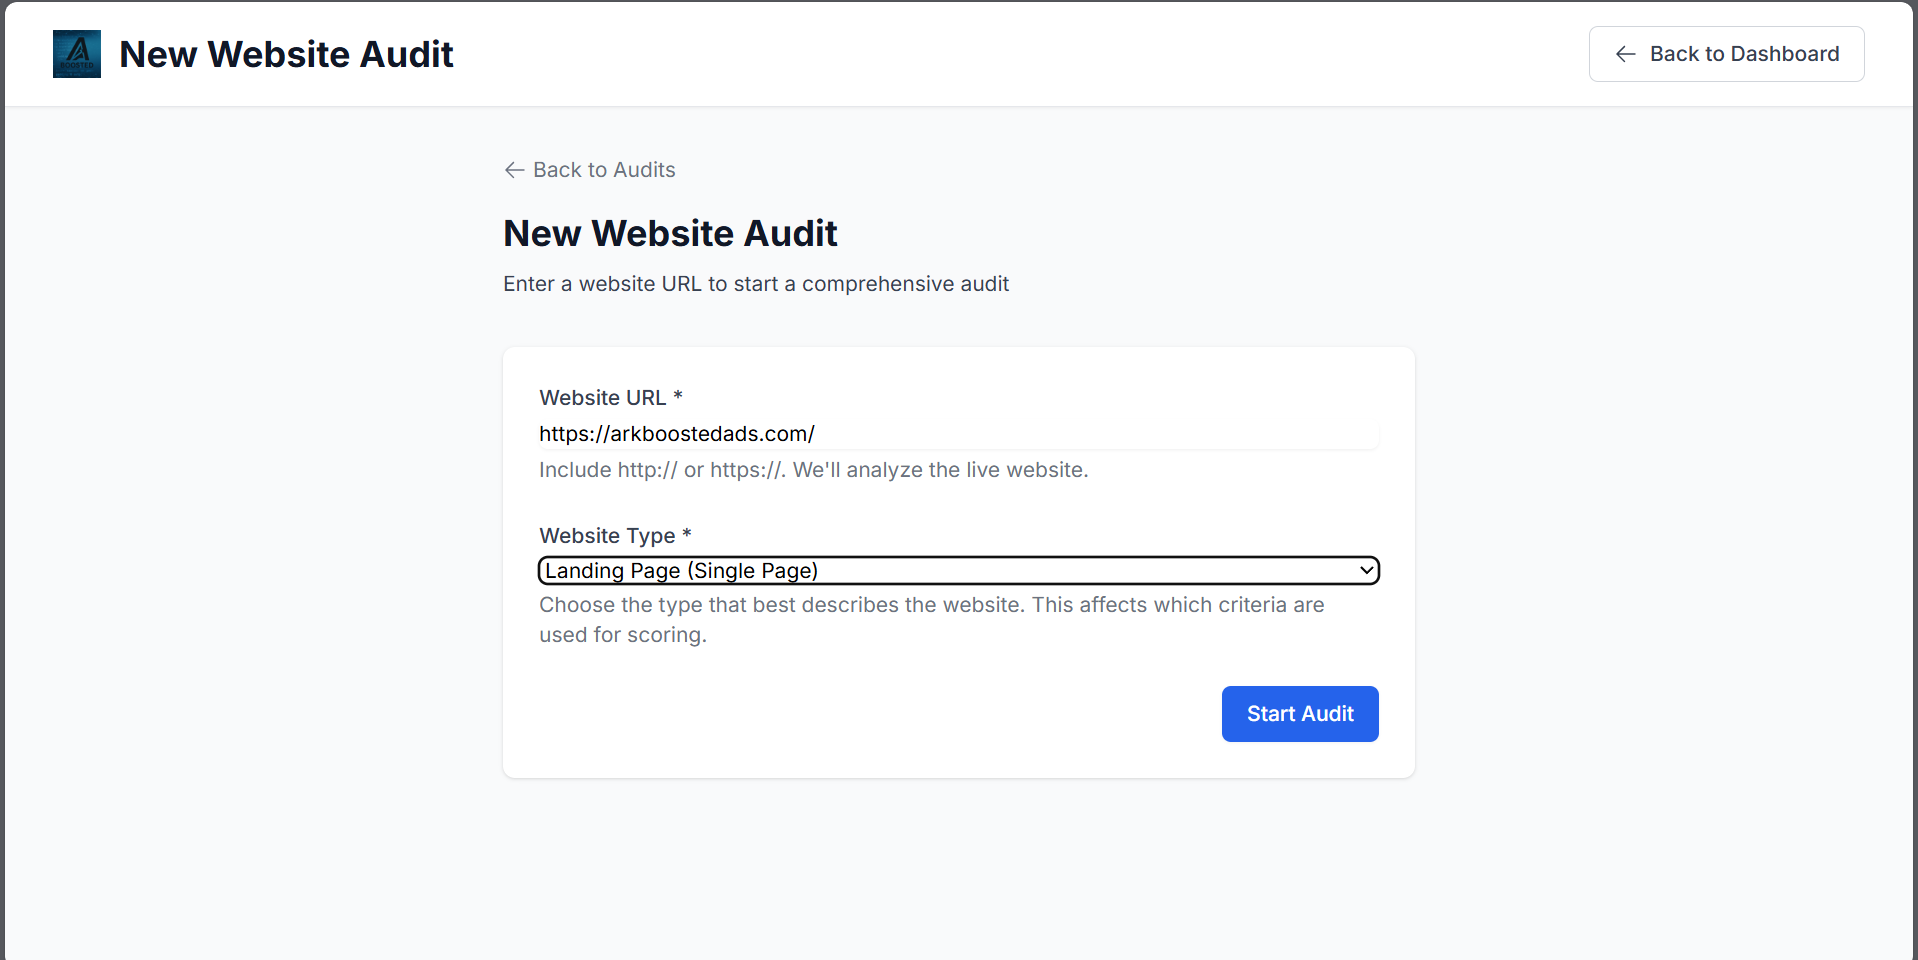 BOOSTED
New Website Audit
← Back to Dashboard
← Back to Audits
New Website Audit
Enter a website URL to start a comprehensive audit
Website URL *
https://arkboostedads.com/
Include http:// or https://. We'll analyze the live website.
Website Type *
Landing Page (Single Page)
Choose the type that best describes the website. This affects which criteria are
used for scoring.
Start Audit